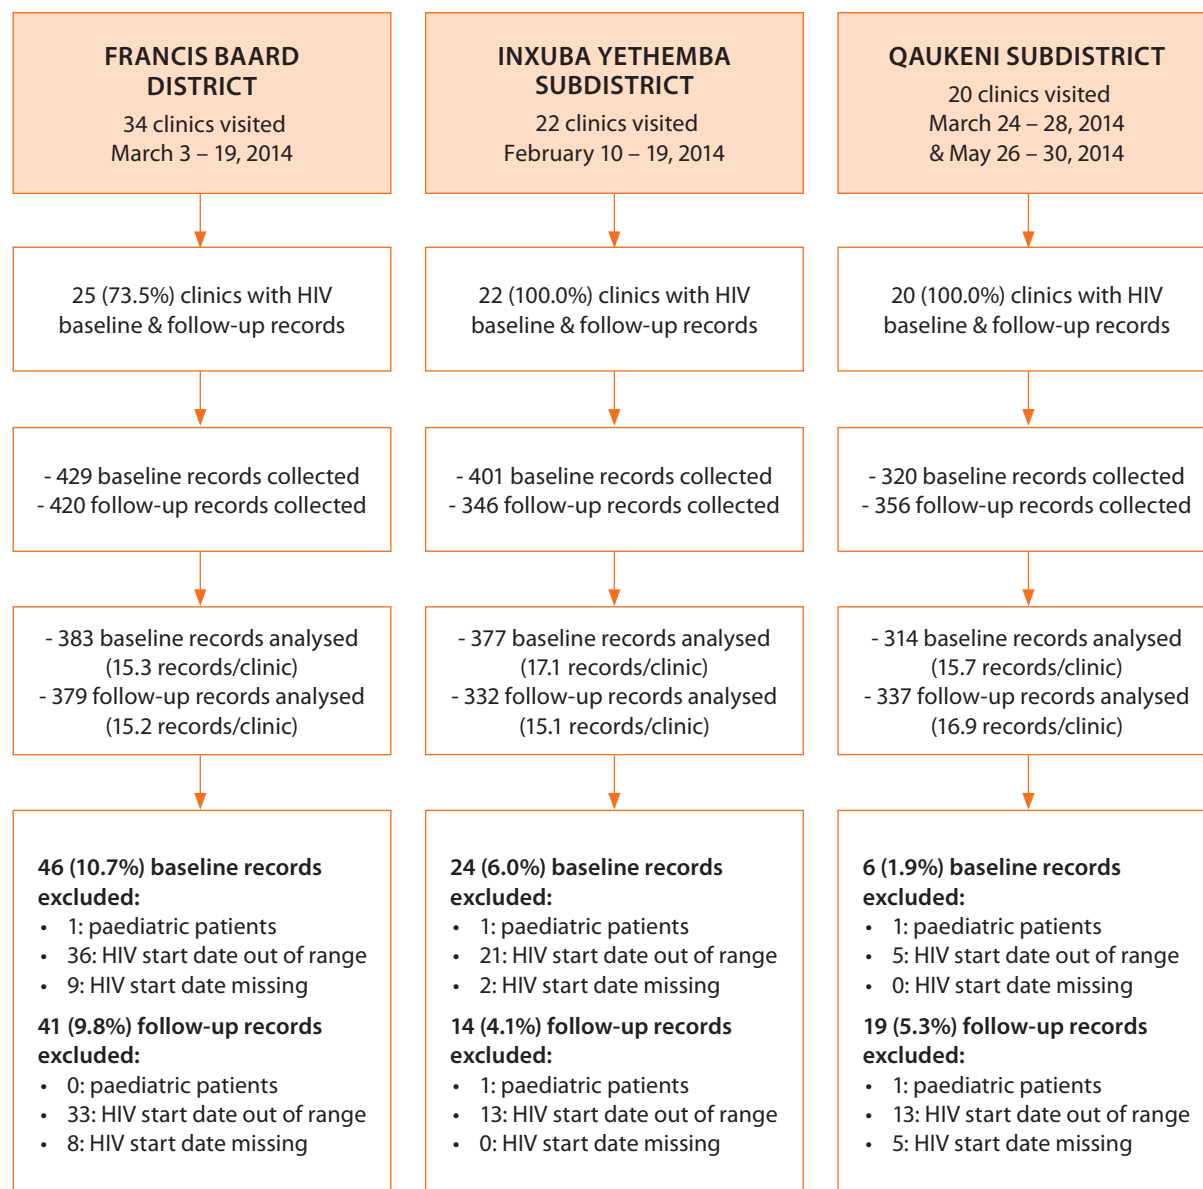 FRANCIS BAARD
DISTRICT
34 clinics visited
March 3 – 19, 2014
25 (73.5%) clinics with HIV
baseline & follow-up records
- 429 baseline records collected
- 420 follow-up records collected
- 383 baseline records analysed
(15.3 records/clinic)
- 379 follow-up records analysed
(15.2 records/clinic)
46 (10.7%) baseline records
excluded:
• 1: paediatric patients
• 36: HIV start date out of range
• 9: HIV start date missing
41 (9.8%) follow-up records
excluded:
• 0: paediatric patients
• 33: HIV start date out of range
• 8: HIV start date missing
INXUBA YETHEMBA
SUBDISTRICT
22 clinics visited
February 10 – 19, 2014
22 (100.0%) clinics with HIV
baseline & follow-up records
- 401 baseline records collected
- 346 follow-up records collected
- 377 baseline records analysed
(17.1 records/clinic)
- 332 follow-up records analysed
(15.1 records/clinic)
24 (6.0%) baseline records
excluded:
• 1: paediatric patients
• 21: HIV start date out of range
• 2: HIV start date missing
14 (4.1%) follow-up records
excluded:
• 1: paediatric patients
• 13: HIV start date out of range
• 0: HIV start date missing
QAUKENI SUBDISTRICT
20 clinics visited
March 24 – 28, 2014
& May 26 – 30, 2014
20 (100.0%) clinics with HIV
baseline & follow-up records
- 320 baseline records collected
- 356 follow-up records collected
- 314 baseline records analysed
(15.7 records/clinic)
- 337 follow-up records analysed
(16.9 records/clinic)
6 (1.9%) baseline records
excluded:
• 1: paediatric patients
• 5: HIV start date out of range
• 0: HIV start date missing
19 (5.3%) follow-up records
excluded:
• 1: paediatric patients
• 13: HIV start date out of range
• 5: HIV start date missing